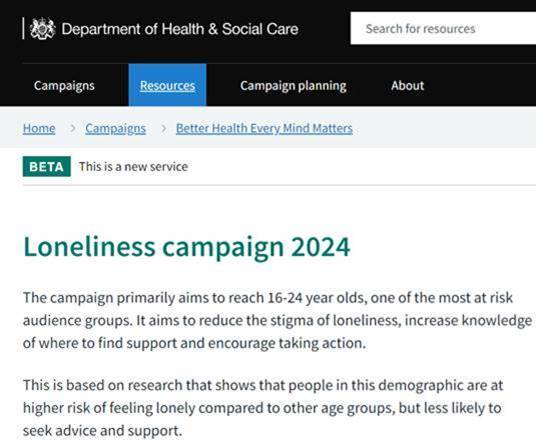 Department of Health & Social Care
Search for resources
Campaigns
Resources
Campaign planning
About
Home > Campaigns > Better Health Every Mind Matters
BETA This is a new service
Loneliness campaign 2024
The campaign primarily aims to reach 16-24 year olds, one of the most at risk
audience groups. It aims to reduce the stigma of loneliness, increase knowledge
of where to find support and encourage taking action.
This is based on research that shows that people in this demographic are at
higher risk of feeling lonely compared to other age groups, but less likely to
seek advice and support.